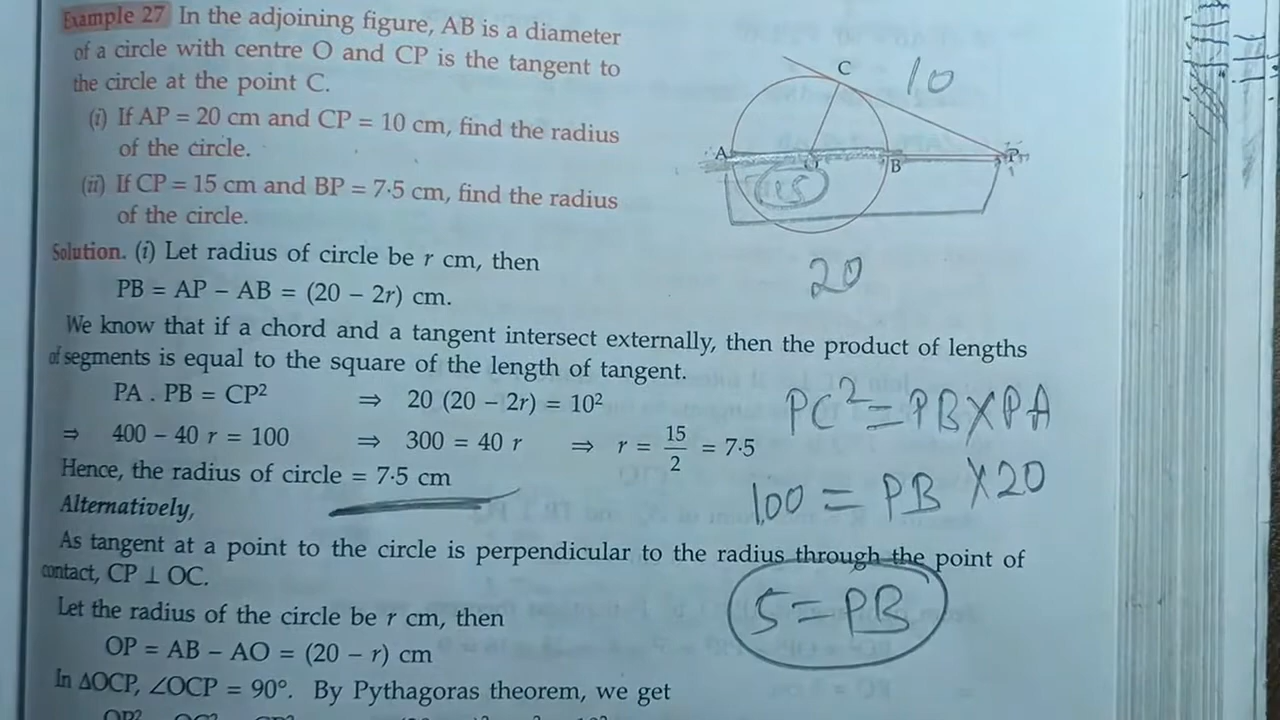 Example 27 In the adjoining figure, AB is a diameter
of a circle with centre O and CP is the tangent to
the circle at the point C.
(i) If AP = 20 cm and CP = 10 cm, find the radius
of the circle.
(ii) If CP = 15 cm and BP = 7·5 cm, find the radius
of the circle.
C
10
A
B
P
15
20
Solution. (i) Let radius of circle be r cm, then
PB = AP – AB = (20 – 2r) cm.
We know that if a chord and a tangent intersect externally, then the product of lengths
of segments is equal to the square of the length of tangent.
PA . PB = CP² ⇒ 20 (20 – 2r) = 10²
⇒ 400 – 40 r = 100 ⇒ 300 = 40 r ⇒ r = 15/2 = 7·5
Hence, the radius of circle = 7·5 cm
PC² = PB × PA
100 = PB × 20
5 = PB
Alternatively,
As tangent at a point to the circle is perpendicular to the radius through the point of
contact, CP ⊥ OC.
Let the radius of the circle be r cm, then
OP = AB – AO = (20 – r) cm
In ΔOCP, ∠OCP = 90°. By Pythagoras theorem, we get